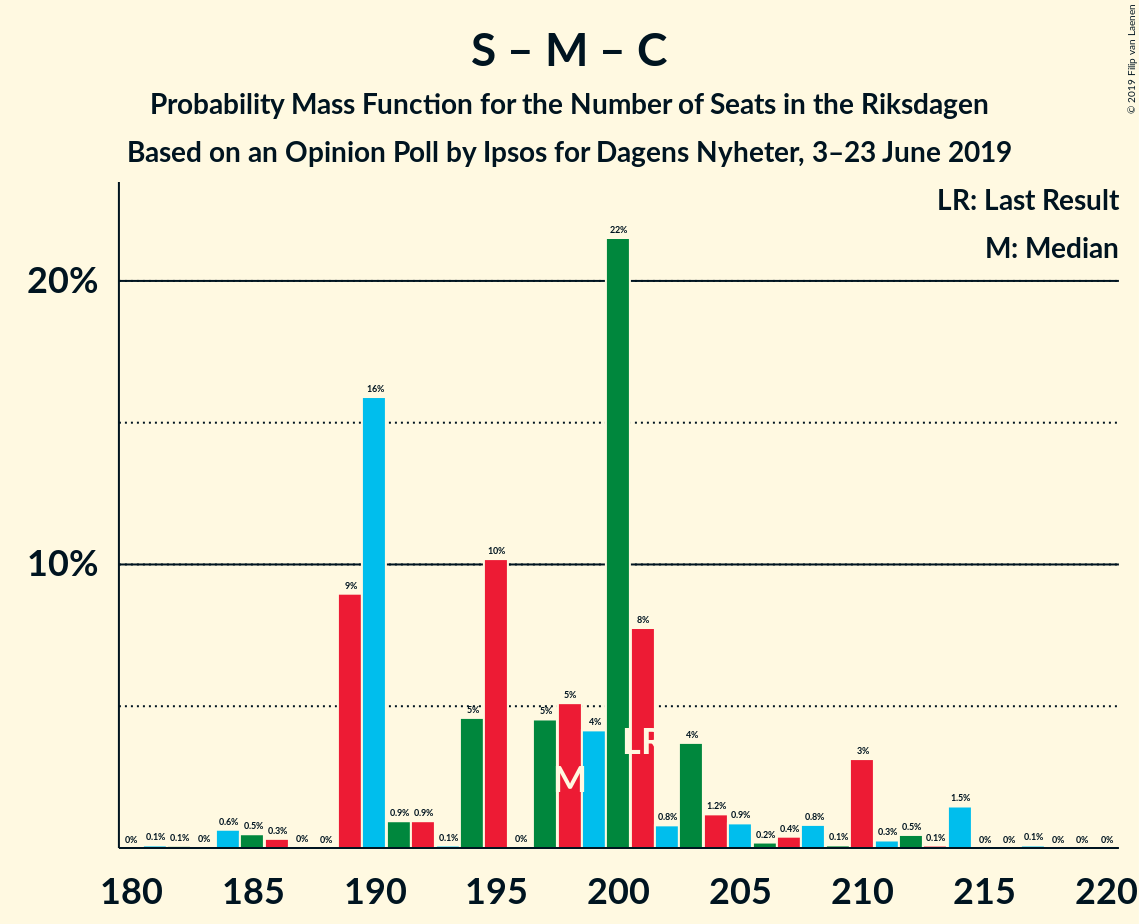 © 2019 Filip van Laenen
S – M – C
Probability Mass Function for the Number of Seats in the Riksdagen
Based on an Opinion Poll by Ipsos for Dagens Nyheter, 3–23 June 2019
LR: Last Result
M: Median
20%
10%
0% 0.1% 0.1% 0% 0.6% 0.5% 0.3% 0% 0% 9% 16% 0.9% 0.9% 0.1% 5% 10% 0% 5% 5% 4% 22% 8% 0.8% 4% 1.2% 0.9% 0.2% 0.4% 0.8% 0.1% 3% 0.3% 0.5% 0.1% 1.5% 0% 0% 0.1% 0% 0% 0%
LR
M
180 185 190 195 200 205 210 215 220